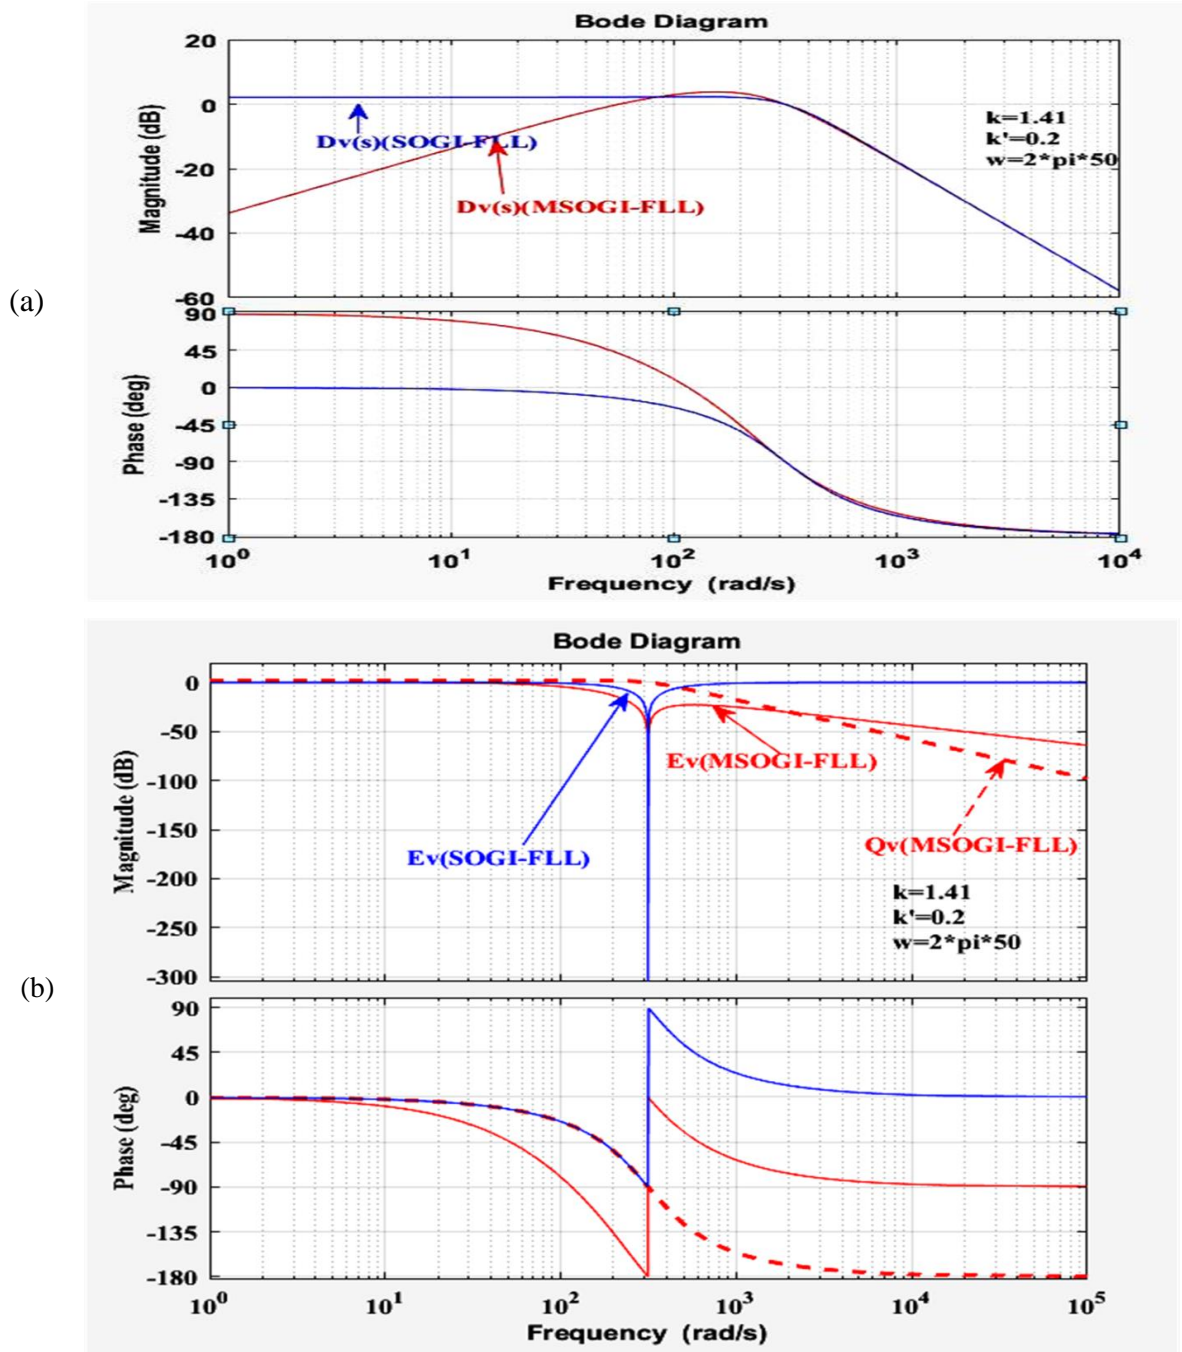 (a)
Bode Diagram
Magnitude (dB)
20
0
-20
-40
-60
Dv(s)(SOGI-FLL)
Dv(s)(MSOGI-FLL)
k=1.41
k'=0.2
w=2*pi*50
Phase (deg)
90
45
0
-45
-90
-135
-180
10^0 10^1 10^2 10^3 10^4
Frequency (rad/s)
(b)
Bode Diagram
Magnitude (dB)
0
-50
-100
-150
-200
-250
-300
Ev(MSOGI-FLL)
Ev(SOGI-FLL)
Qv(MSOGI-FLL)
k=1.41
k'=0.2
w=2*pi*50
Phase (deg)
90
45
0
-45
-90
-135
-180
10^0 10^1 10^2 10^3 10^4 10^5
Frequency (rad/s)